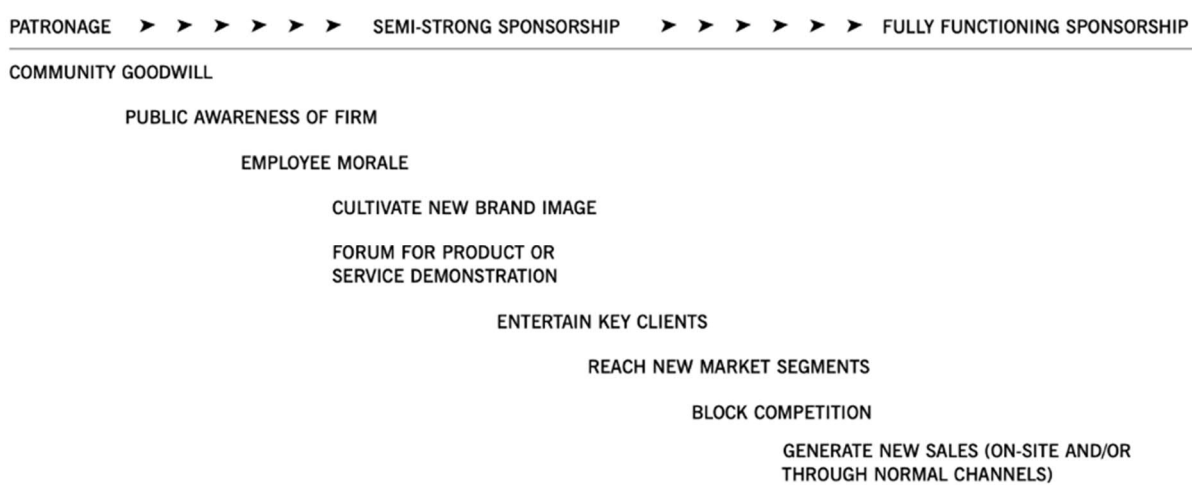 PATRONAGE ➤ ➤ ➤ ➤ ➤ ➤ SEMI-STRONG SPONSORSHIP ➤ ➤ ➤ ➤ ➤ ➤ FULLY FUNCTIONING SPONSORSHIP
COMMUNITY GOODWILL
PUBLIC AWARENESS OF FIRM
EMPLOYEE MORALE
CULTIVATE NEW BRAND IMAGE
FORUM FOR PRODUCT OR
SERVICE DEMONSTRATION
ENTERTAIN KEY CLIENTS
REACH NEW MARKET SEGMENTS
BLOCK COMPETITION
GENERATE NEW SALES (ON-SITE AND/OR
THROUGH NORMAL CHANNELS)